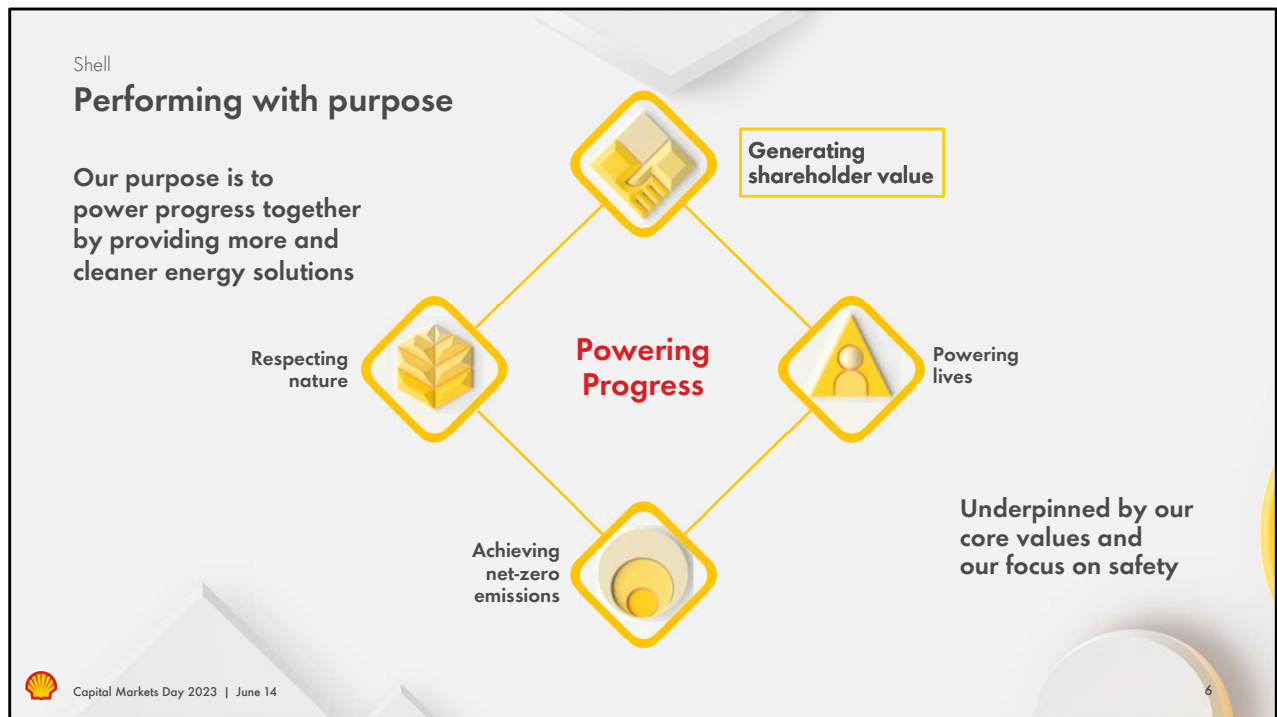 Shell
Performing with purpose
Our purpose is to
power progress together
by providing more and
cleaner energy solutions
Generating
shareholder value
Respecting
nature
Powering
Progress
Powering
lives
Achieving
net-zero
emissions
Underpinned by our
core values and
our focus on safety
Capital Markets Day 2023 | June 14
6